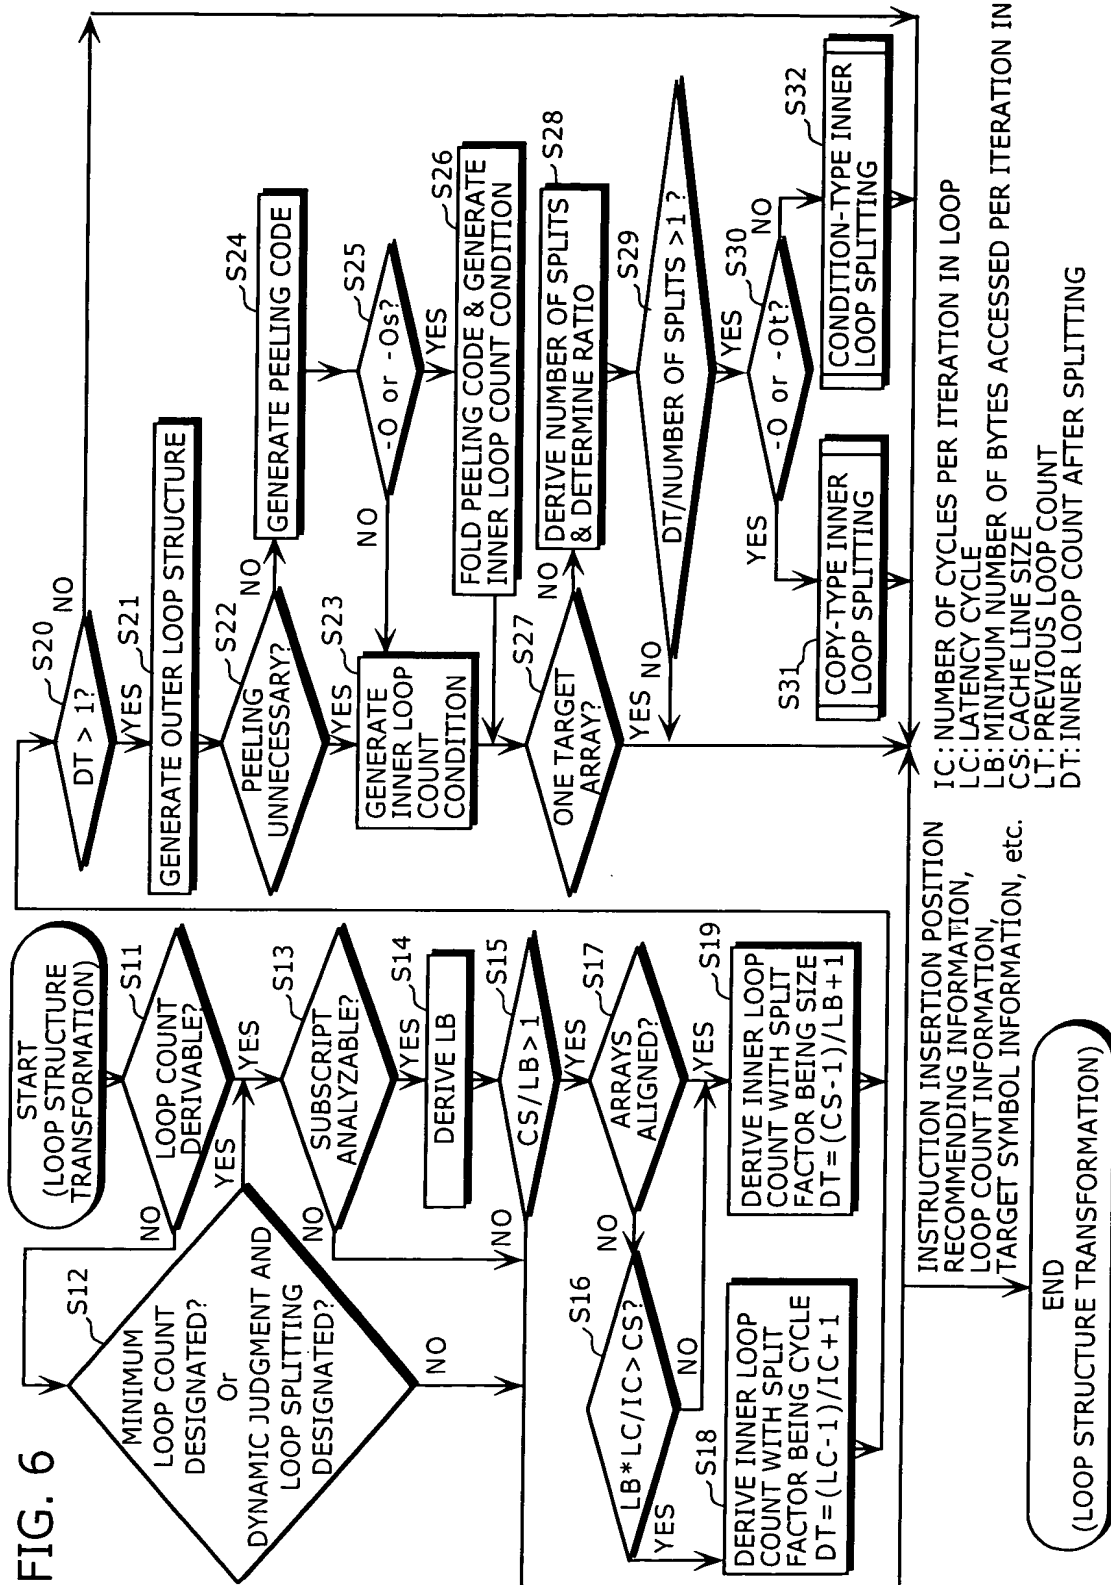 FIG. 6
START
(LOOP STRUCTURE
TRANSFORMATION)
S11
LOOP COUNT
DERIVABLE?
NO
YES
S12
MINIMUM
LOOP COUNT
DESIGNATED?
Or
DYNAMIC JUDGMENT AND
LOOP SPLITTING
DESIGNATED?
YES
NO
S13
SUBSCRIPT
ANALYZABLE?
NO
YES
S14
DERIVE LB
S15
CS/LB>1
NO
YES
S17
ARRAYS
ALIGNED?
NO
YES
S16
LB*LC/IC>CS?
NO
YES
S18
DERIVE INNER LOOP
COUNT WITH SPLIT
FACTOR BEING CYCLE
DT=(LC-1)/IC+1
S19
DERIVE INNER LOOP
COUNT WITH SPLIT
FACTOR BEING SIZE
DT=(CS-1)/LB+1
S20
DT > 1?
NO
YES
S21
GENERATE OUTER LOOP STRUCTURE
S22
PEELING
UNNECESSARY?
NO
YES
S23
GENERATE
INNER LOOP
COUNT
CONDITION
S24
GENERATE PEELING CODE
S25
-O or -Os?
NO
YES
S26
FOLD PEELING CODE & GENERATE
INNER LOOP COUNT CONDITION
S27
ONE TARGET
ARRAY?
NO
YES
S28
DERIVE NUMBER OF SPLITS
& DETERMINE RATIO
S29
DT/NUMBER OF SPLITS >1 ?
NO
YES
S30
-O or -Ot?
YES
NO
S31
COPY-TYPE INNER
LOOP SPLITTING
S32
CONDITION-TYPE INNER
LOOP SPLITTING
INSTRUCTION INSERTION POSITION
RECOMMENDING INFORMATION,
LOOP COUNT INFORMATION,
TARGET SYMBOL INFORMATION, etc.
END
(LOOP STRUCTURE TRANSFORMATION)
IC: NUMBER OF CYCLES PER ITERATION IN LOOP
LC: LATENCY CYCLE
LB: MINIMUM NUMBER OF BYTES ACCESSED PER ITERATION IN
CS: CACHE LINE SIZE
LT: PREVIOUS LOOP COUNT
DT: INNER LOOP COUNT AFTER SPLITTING